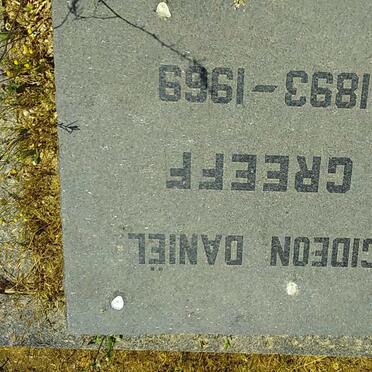 GIDEON DANIËL
GREEFF
1893-1969